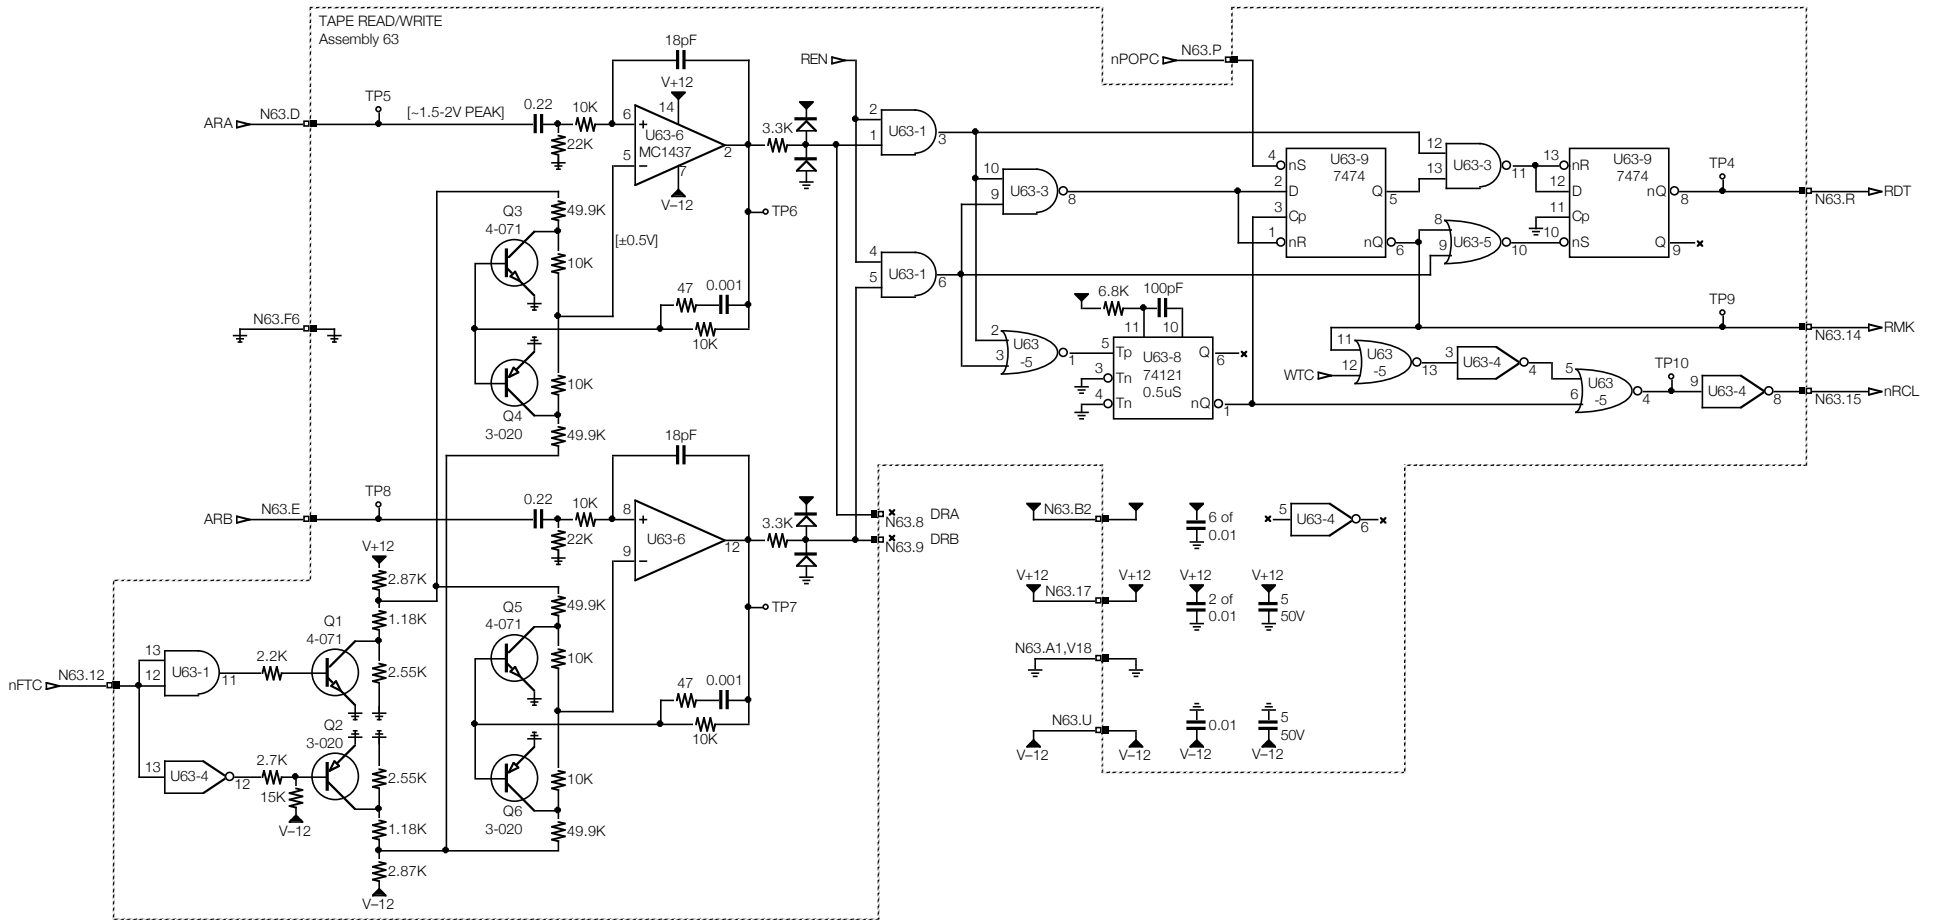 TAPE READ/WRITE
Assembly 63
ARA
N63.D
TP5
[~1.5-2V PEAK]
0.22
10K
22K
18pF
V+12
14
6
+
U63-6
MC1437
5
−
7
V−12
2
3.3K
TP6
Q3
4-071
49.9K
10K
[±0.5V]
47
0.001
10K
N63.F6
Q4
3-020
10K
49.9K
REN
2
1
U63-1
3
4
5
U63-1
6
10
9
U63-3
8
2
3
U63
-5
1
6.8K
100pF
11
10
5
Tp
3
Tn
4
Tn
U63-8
74121
0.5uS
Q
6
nQ
1
nPOPC
N63.P
4
nS
2
D
3
Cp
1
nR
U63-9
7474
Q
5
nQ
6
12
13
U63-3
11
8
9
U63-5
10
13
nR
12
D
11
Cp
10
nS
U63-9
7474
nQ
8
Q
9
TP4
N63.R
RDT
TP9
N63.14
RMK
WTC
11
12
U63
-5
13
3
U63-4
4
5
6
U63
-5
4
TP10
9
U63-4
8
N63.15
nRCL
ARB
N63.E
TP8
0.22
10K
22K
18pF
8
+
9
−
U63-6
12
3.3K
N63.8
DRA
N63.9
DRB
TP7
V+12
2.87K
1.18K
2.55K
Q1
4-071
nFTC
N63.12
13
12
U63-1
11
2.2K
Q2
3-020
13
U63-4
12
2.7K
15K
V−12
2.55K
1.18K
2.87K
V−12
Q5
4-071
49.9K
10K
47
0.001
10K
Q6
3-020
10K
49.9K
N63.B2
6 of
0.01
5
U63-4
6
V+12
N63.17
V+12
V+12
2 of
0.01
V+12
5
50V
N63.A1,V18
N63.U
V−12
V−12
0.01
V−12
5
50V
V−12